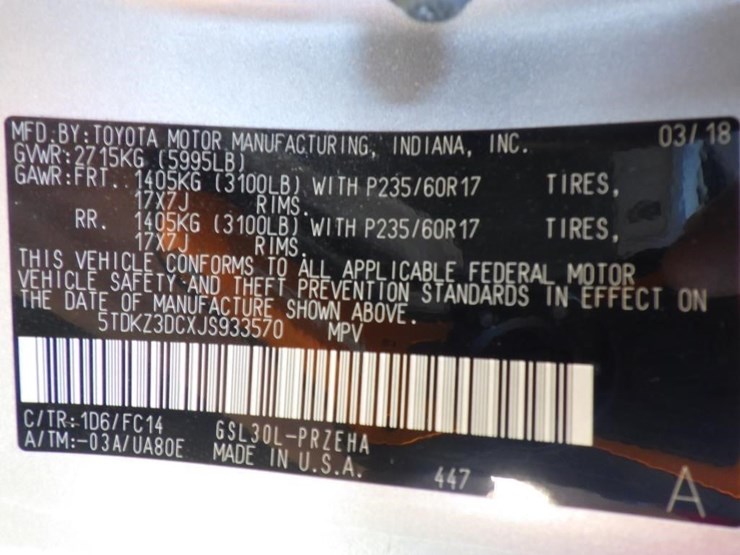 MFD.BY:TOYOTA MOTOR MANUFACTURING, INDIANA, INC. 03/18
GVWR:2715KG (5995LB)
GAWR:FRT. 1405KG (3100LB) WITH P235/60R17 TIRES,
17X7J RIMS.
RR. 1405KG (3100LB) WITH P235/60R17 TIRES,
17X7J RIMS.
THIS VEHICLE CONFORMS TO ALL APPLICABLE FEDERAL MOTOR
VEHICLE SAFETY AND THEFT PREVENTION STANDARDS IN EFFECT ON
THE DATE OF MANUFACTURE SHOWN ABOVE.
5TDKZ3DCXJS933570 MPV
C/TR:1D6/FC14 GSL30L-PRZEHA
A/TM:-03A/UA80E MADE IN U.S.A. 447 A